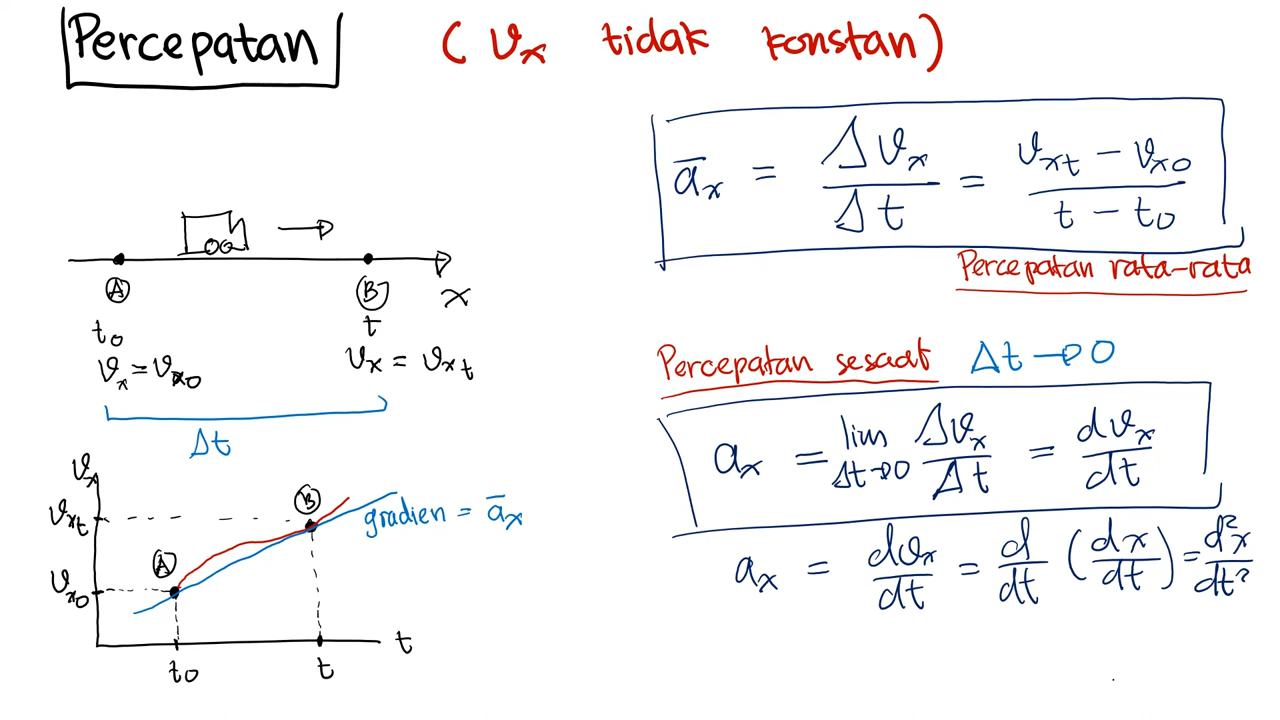 Percepatan (vₓ tidak konstan)
āₓ = Δvₓ/Δt = (vₓₜ − vₓ₀)/(t − t₀)
Percepatan rata-rata
A B x
t₀ t
vₓ = vₓ₀ vₓ = vₓₜ
Δt
Percepatan sesaat Δt → 0
aₓ = lim Δt→0 Δvₓ/Δt = dvₓ/dt
aₓ = dvₓ/dt = d/dt (dx/dt) = d²x/dt²
vₓ
vₓₜ B gradien = āₓ
A
vₓ₀
t
t₀ t